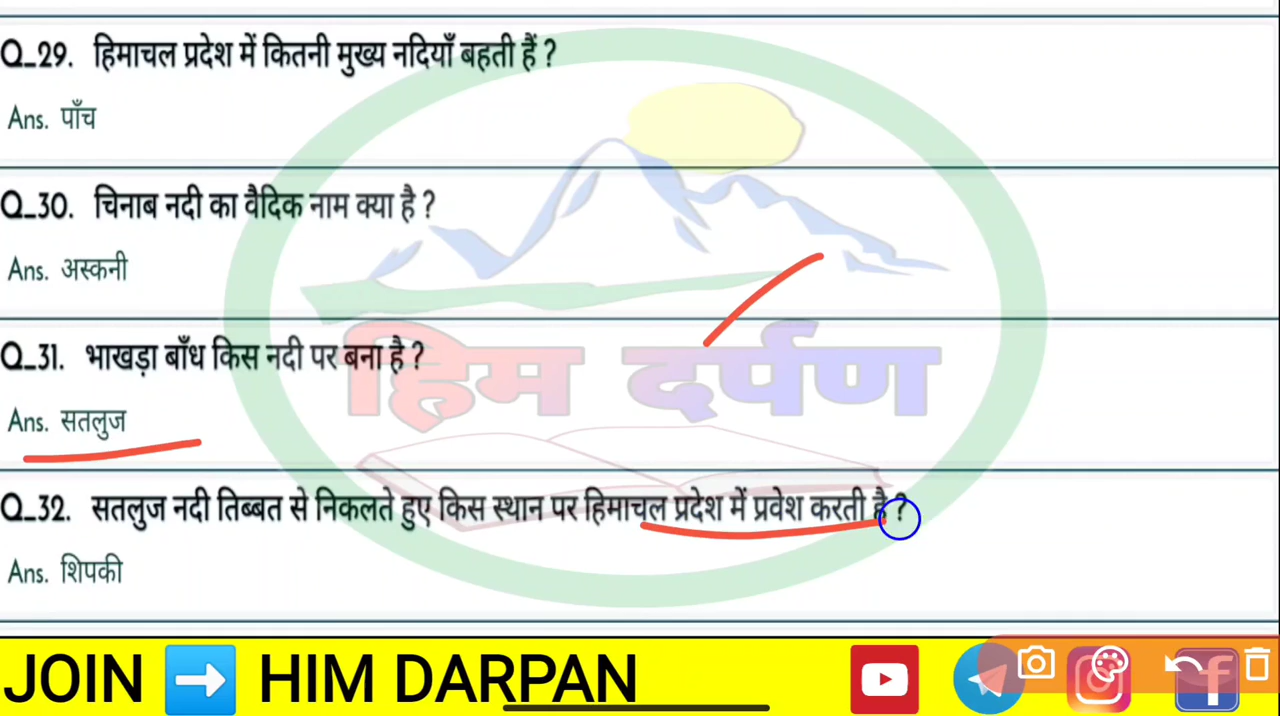 Q_29. हिमाचल प्रदेश में कितनी मुख्य नदियाँ बहती हैं ?
Ans. पाँच
Q_30. चिनाब नदी का वैदिक नाम क्या है ?
Ans. अस्कनी
हिम दर्पण
Q_31. भाखड़ा बाँध किस नदी पर बना है ?
Ans. सतलुज
Q_32. सतलुज नदी तिब्बत से निकलते हुए किस स्थान पर हिमाचल प्रदेश में प्रवेश करती है ?
Ans. शिपकी
JOIN ➡ HIM DARPAN